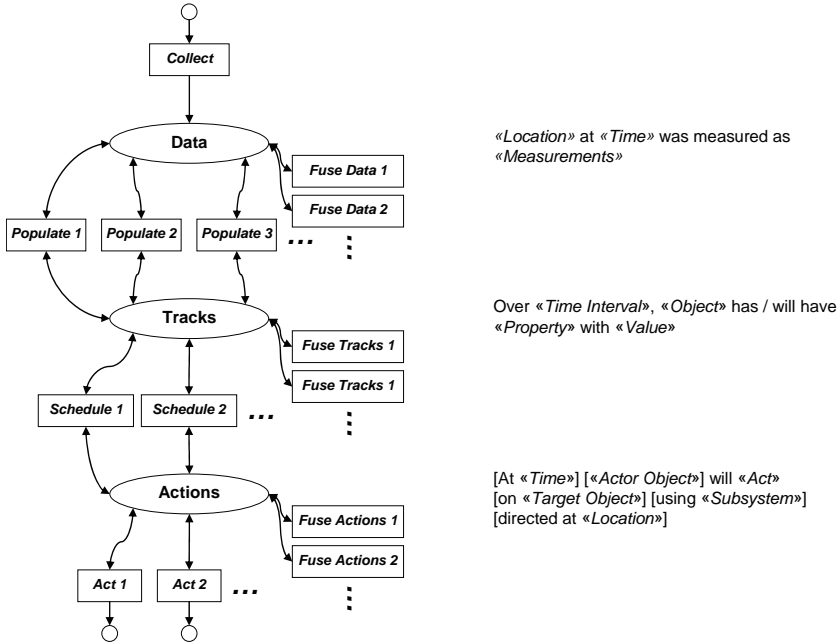 Collect
Data
«Location» at «Time» was measured as
«Measurements»
Fuse Data 1
Fuse Data 2
Populate 1
Populate 2
Populate 3
...
Tracks
Over «Time Interval», «Object» has / will have
«Property» with «Value»
Fuse Tracks 1
Fuse Tracks 1
Schedule 1
Schedule 2
...
Actions
[At «Time»] [«Actor Object»] will «Act»
[on «Target Object»] [using «Subsystem»]
[directed at «Location»]
Fuse Actions 1
Fuse Actions 2
Act 1
Act 2
...